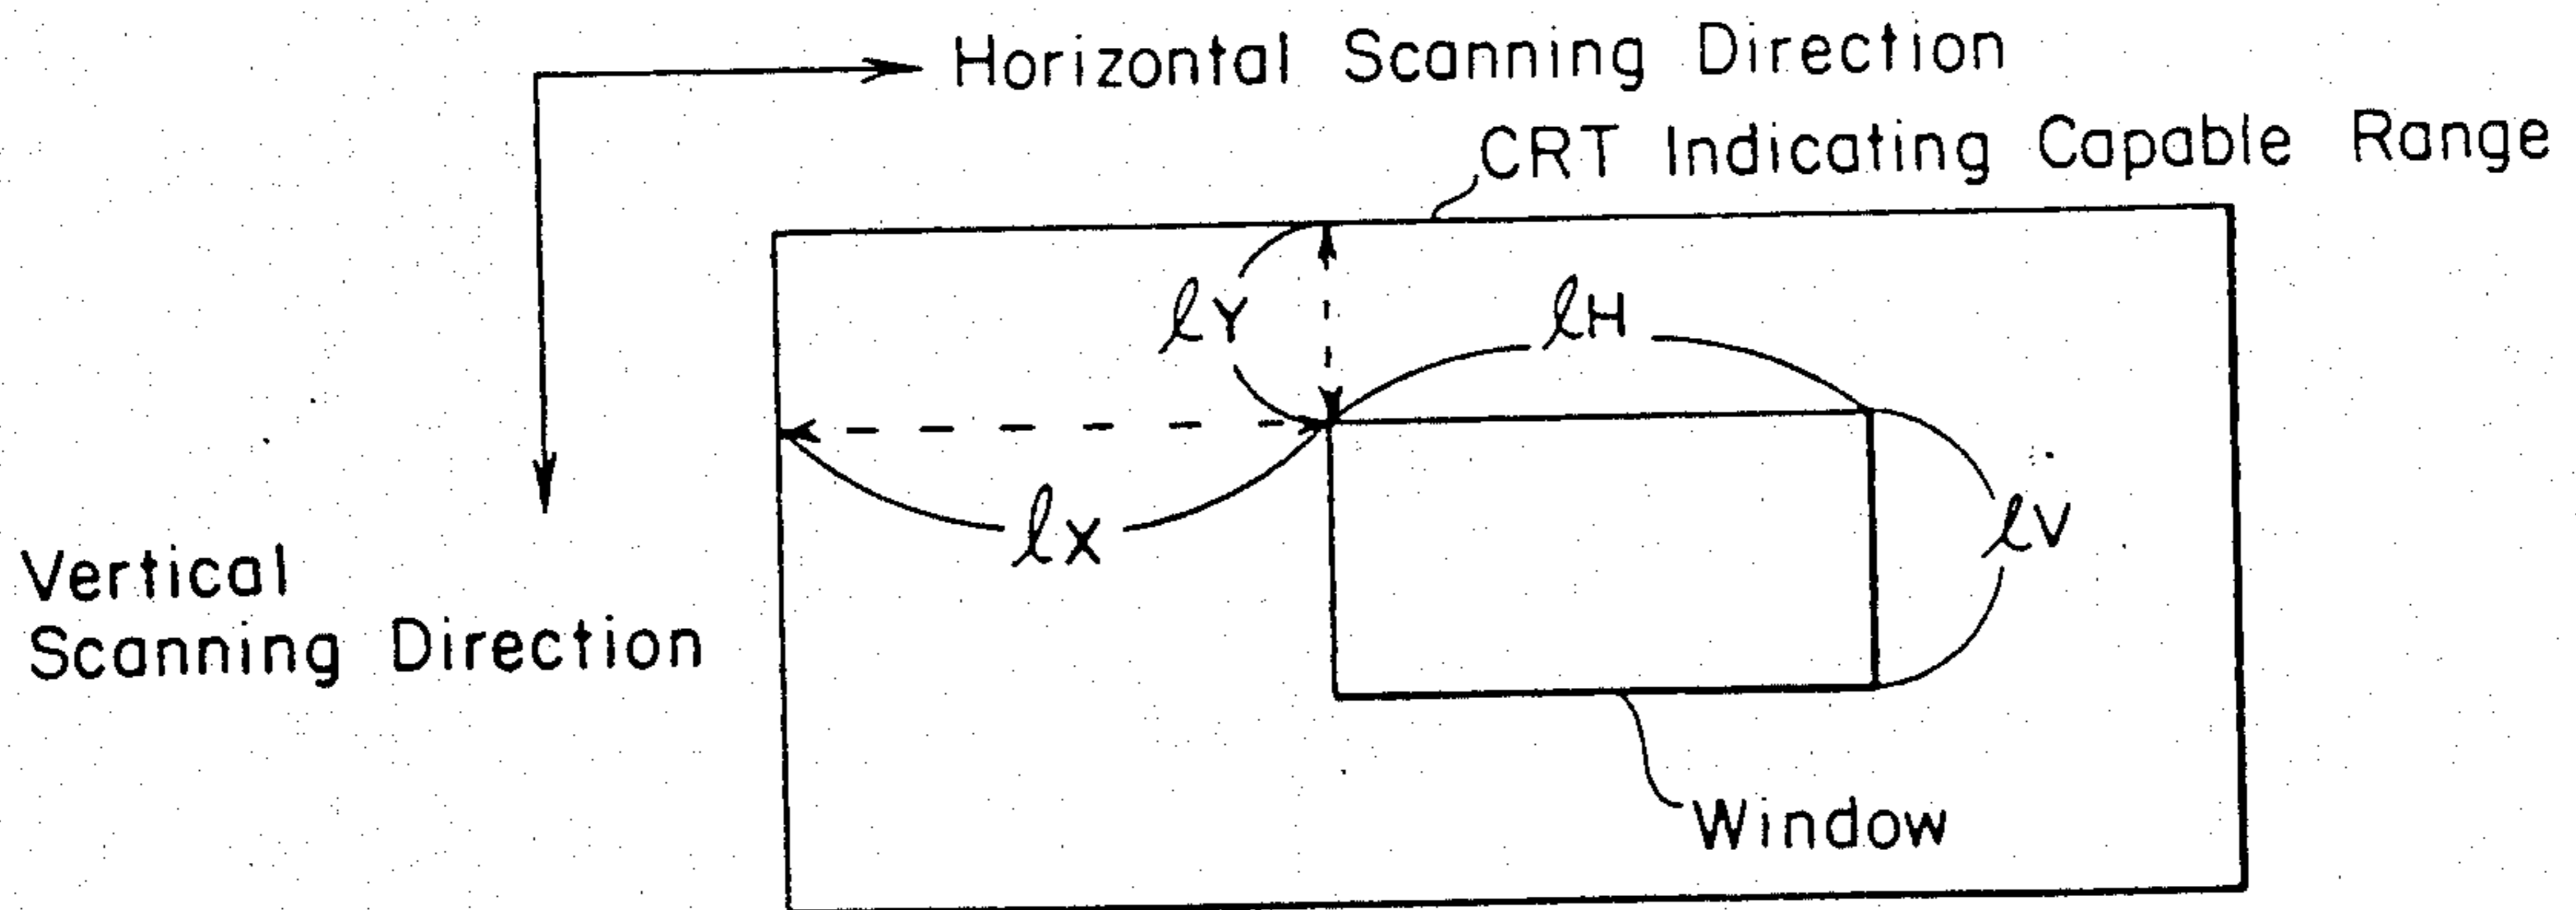 Horizontal Scanning Direction
CRT Indicating Capable Range
ℓY
ℓH
ℓX
ℓV
Vertical
Scanning Direction
Window